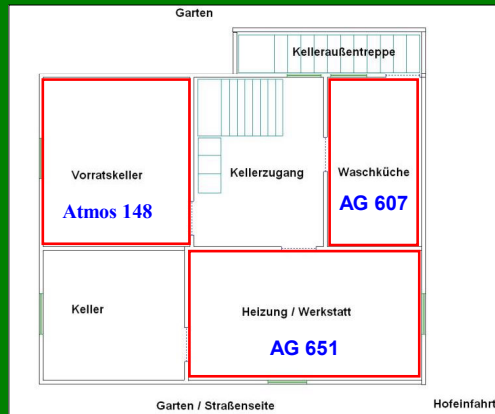 Garten
Kelleraußentreppe
Vorratskeller
Kellerzugang
Waschküche
Atmos 148
AG 607
Keller
Heizung / Werkstatt
AG 651
Garten / Straßenseite
Hofeinfahrt